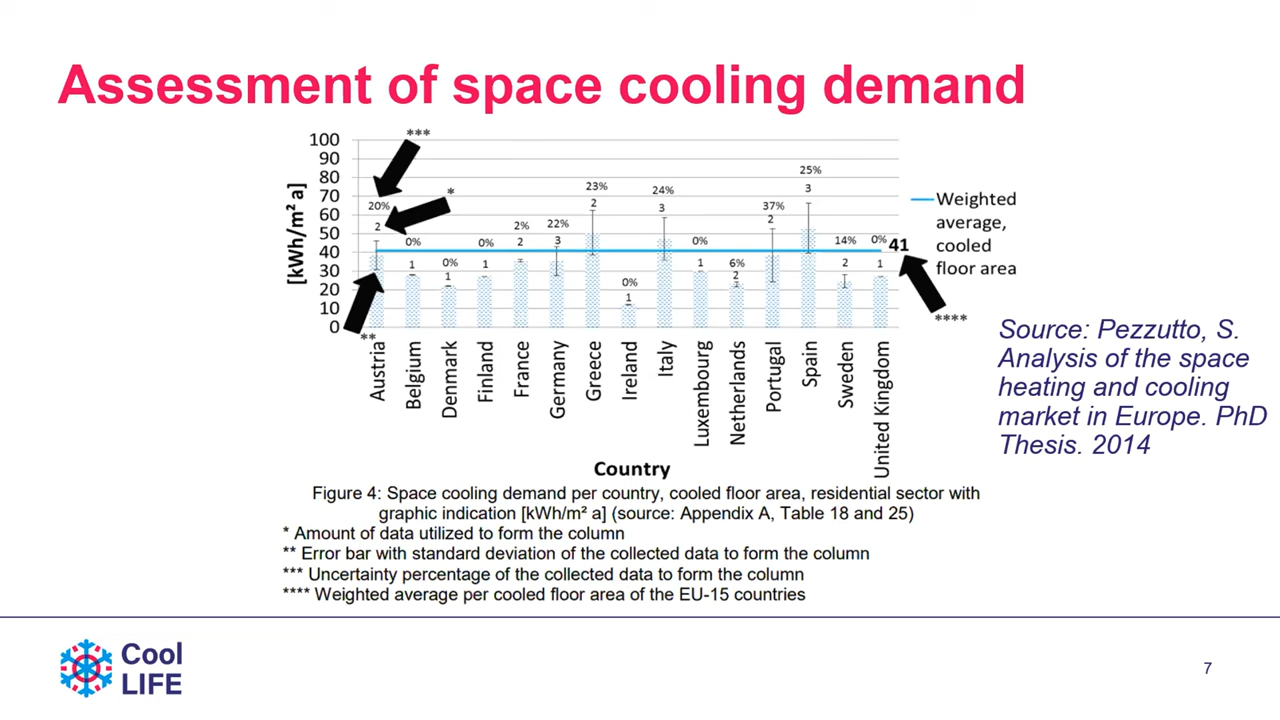 Assessment of space cooling demand
[kWh/m² a]
100
90
80
70
60
50
40
30
20
10
0
***
*
**
****
20%
2
0%
1
0%
1
0%
1
2%
2
22%
3
23%
2
0%
1
24%
3
0%
1
6%
2
37%
2
25%
3
14%
2
0%
1
41
Weighted
average,
cooled
floor area
Austria
Belgium
Denmark
Finland
France
Germany
Greece
Ireland
Italy
Luxembourg
Netherlands
Portugal
Spain
Sweden
United Kingdom
Country
Source: Pezzutto, S.
Analysis of the space
heating and cooling
market in Europe. PhD
Thesis. 2014
Figure 4: Space cooling demand per country, cooled floor area, residential sector with
graphic indication [kWh/m² a] (source: Appendix A, Table 18 and 25)
* Amount of data utilized to form the column
** Error bar with standard deviation of the collected data to form the column
*** Uncertainty percentage of the collected data to form the column
**** Weighted average per cooled floor area of the EU-15 countries
Cool
LIFE
7